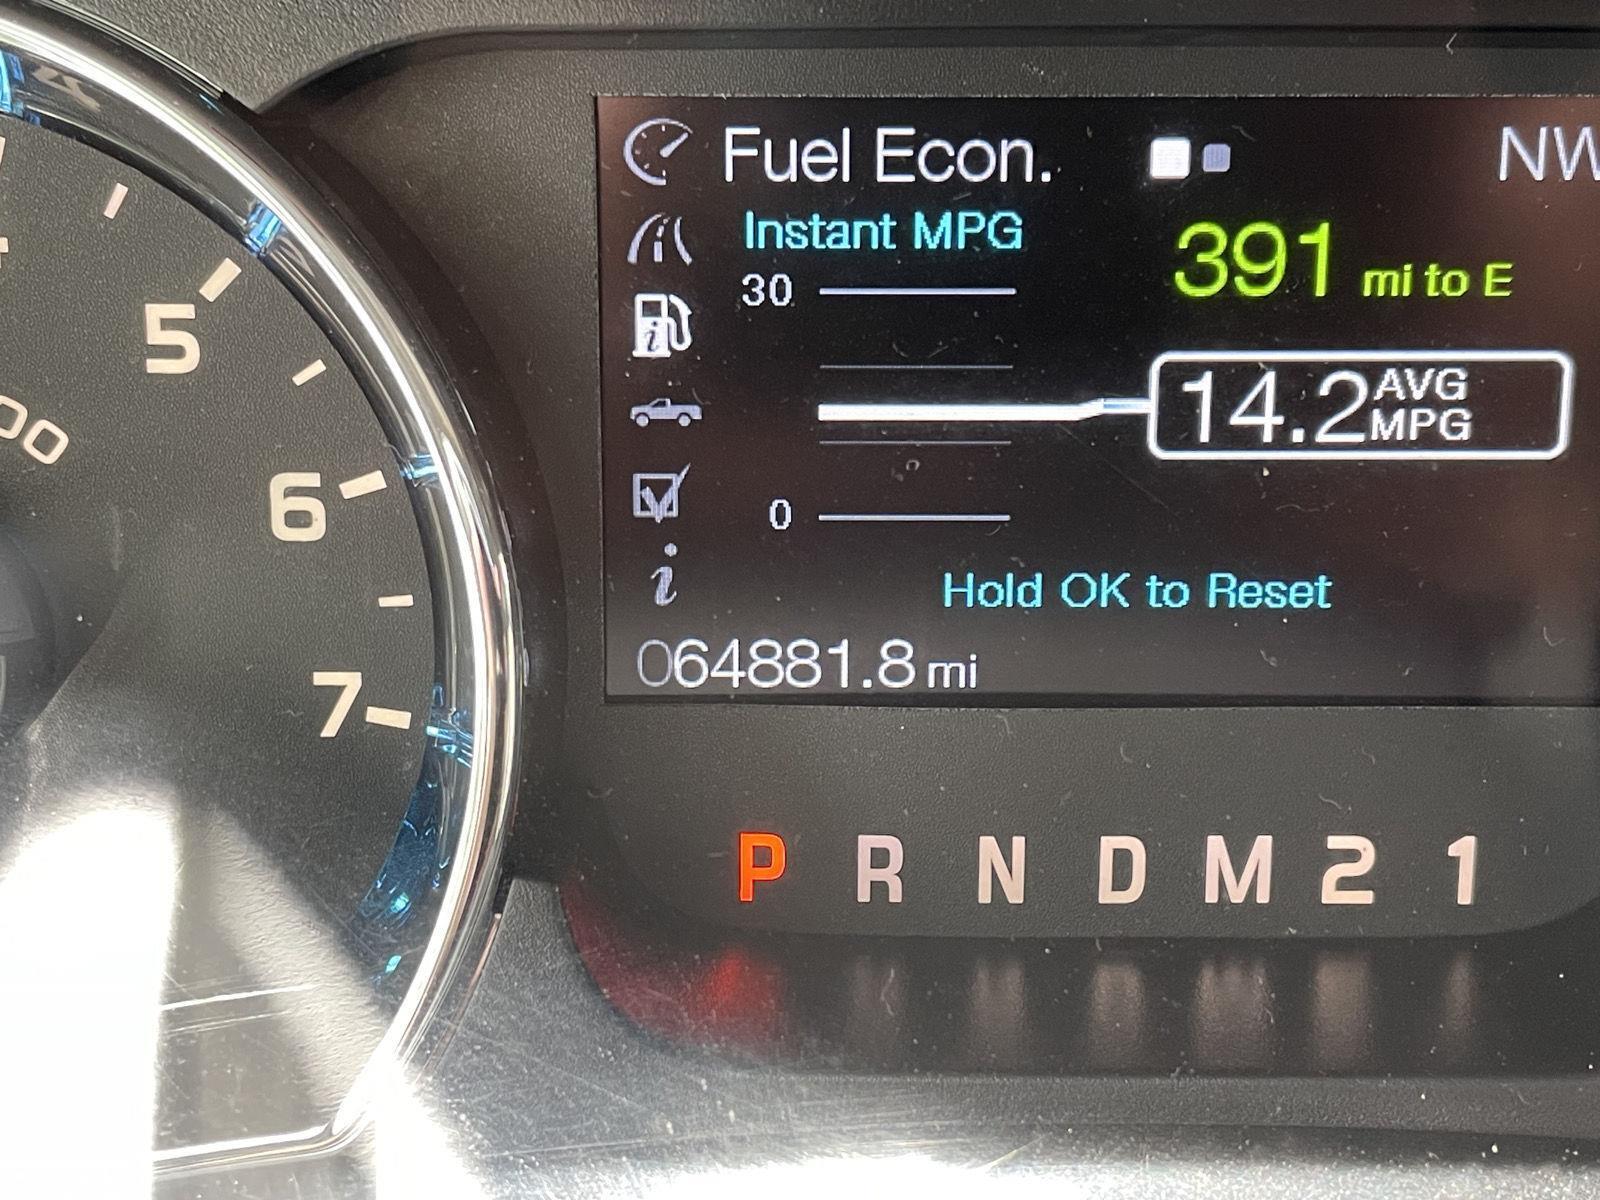 Fuel Econ.
NW
Instant MPG
391 mi to E
30
14.2 AVG MPG
0
Hold OK to Reset
064881.8 mi
5
6
7
P R N D M 2 1